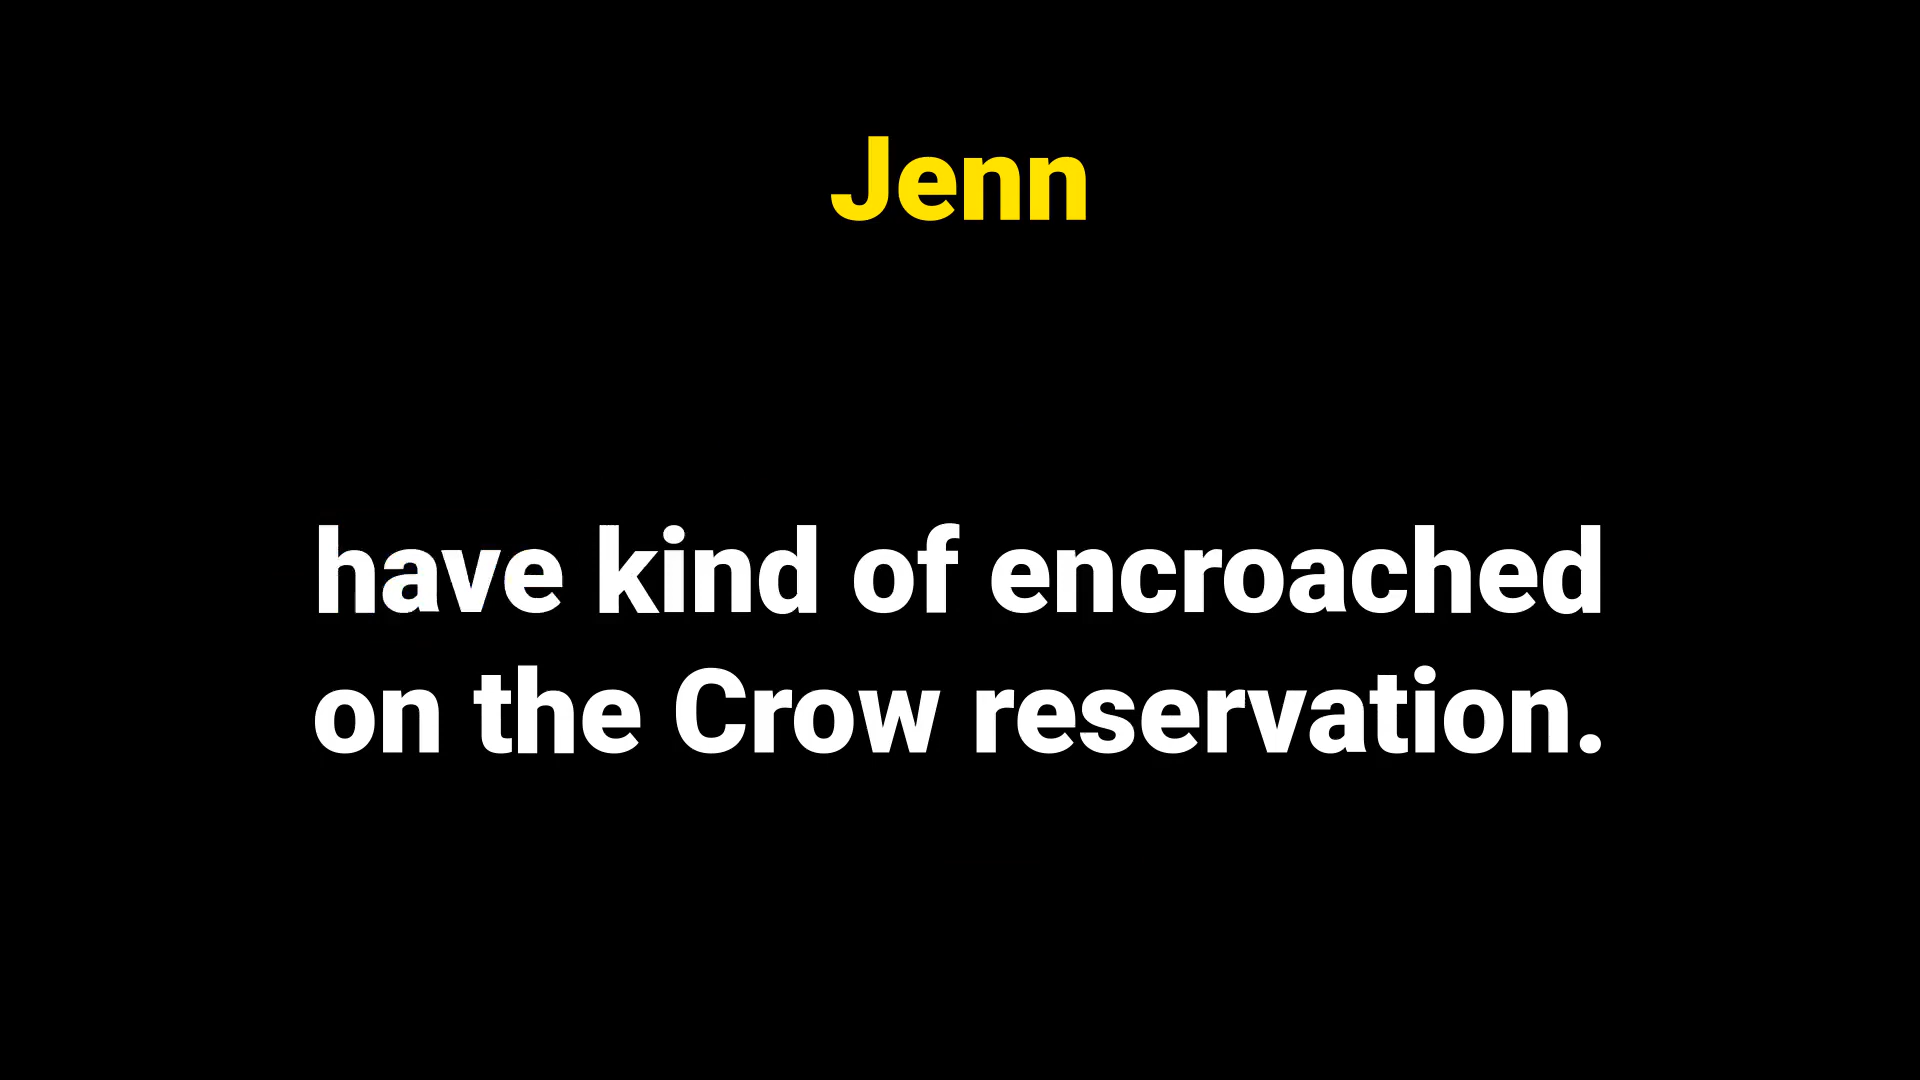 Jenn
have kind of encroached
on the Crow reservation.